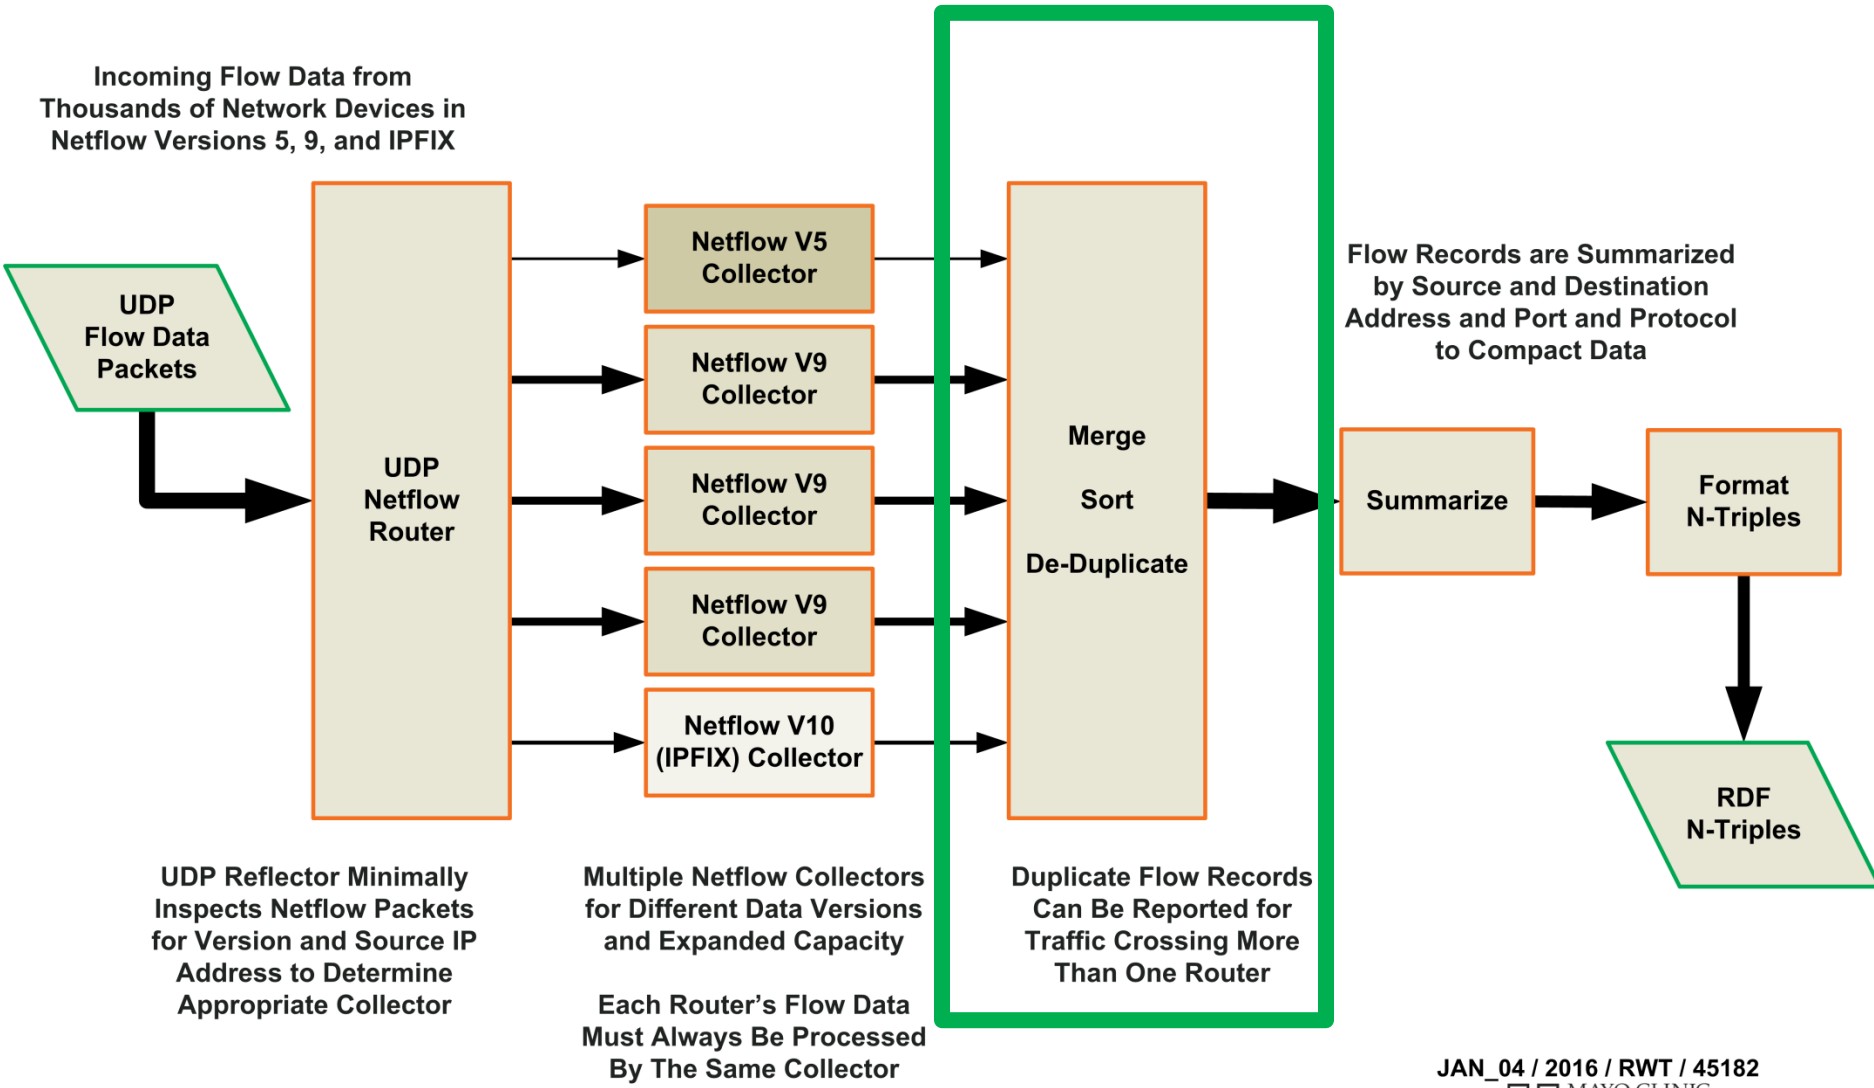 Incoming Flow Data from
Thousands of Network Devices in
Netflow Versions 5, 9, and IPFIX
UDP
Flow Data
Packets
UDP
Netflow
Router
Netflow V5
Collector
Netflow V9
Collector
Netflow V9
Collector
Netflow V9
Collector
Netflow V10
(IPFIX) Collector
Merge
Sort
De-Duplicate
Flow Records are Summarized
by Source and Destination
Address and Port and Protocol
to Compact Data
Summarize
Format
N-Triples
RDF
N-Triples
UDP Reflector Minimally
Inspects Netflow Packets
for Version and Source IP
Address to Determine
Appropriate Collector
Multiple Netflow Collectors
for Different Data Versions
and Expanded Capacity
Each Router's Flow Data
Must Always Be Processed
By The Same Collector
Duplicate Flow Records
Can Be Reported for
Traffic Crossing More
Than One Router
JAN_04 / 2016 / RWT / 45182
MAYO CLINIC